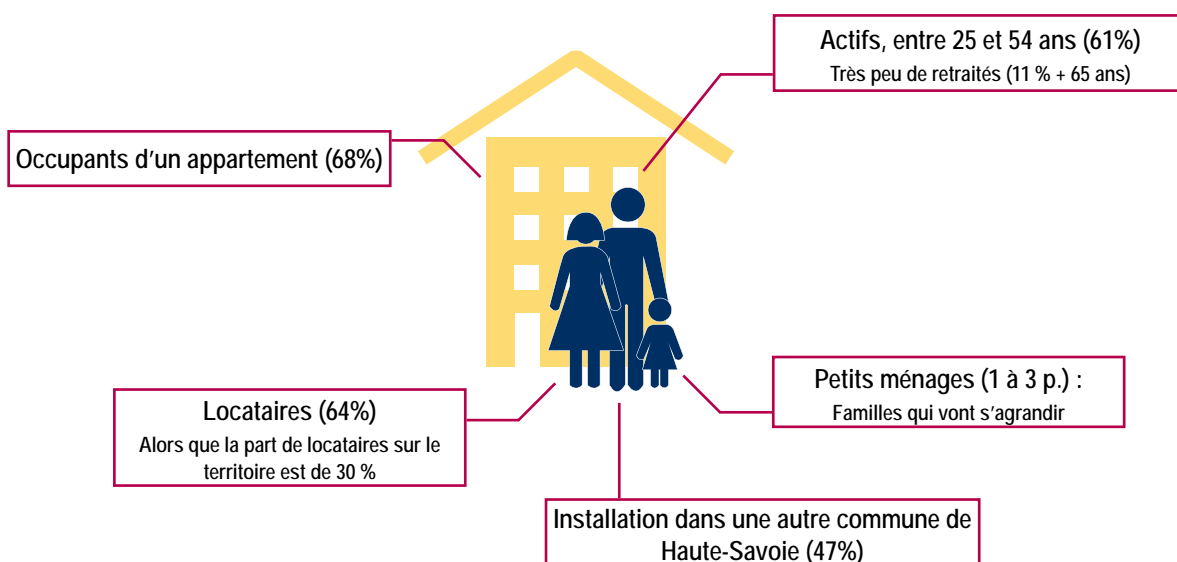 Actifs, entre 25 et 54 ans (61%)
Très peu de retraités (11 % + 65 ans)
Occupants d'un appartement (68%)
Locataires (64%)
Alors que la part de locataires sur le
territoire est de 30 %
Petits ménages (1 à 3 p.) :
Familles qui vont s'agrandir
Installation dans une autre commune de
Haute-Savoie (47%)